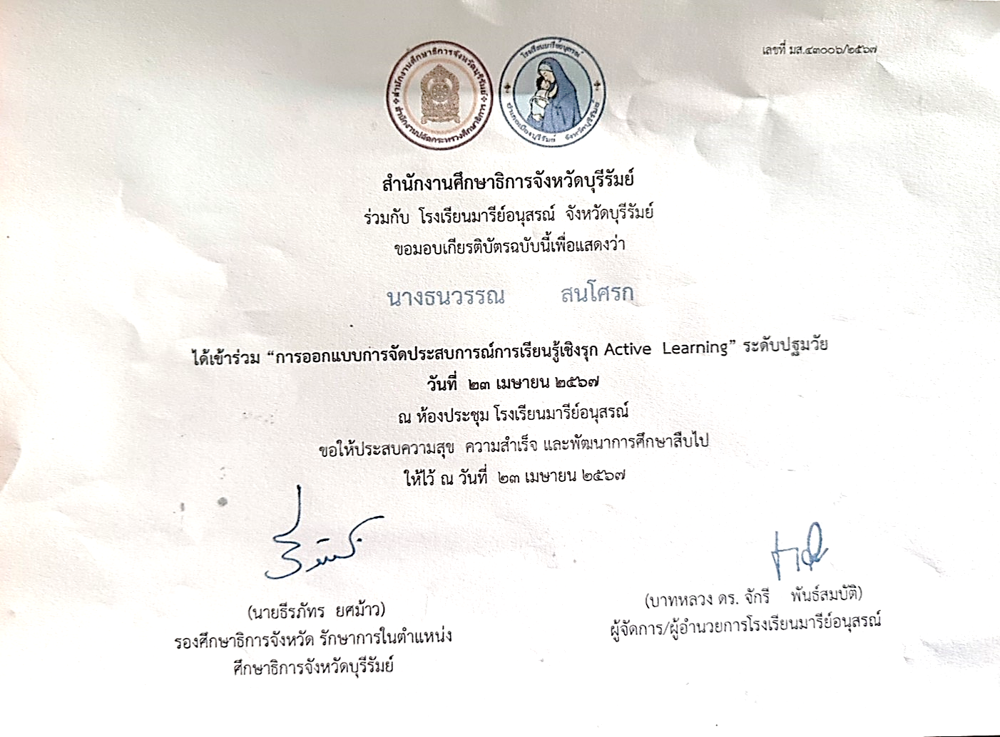 เลขที่ มส.๔๓๐๐๖/๒๕๖๗
สำนักงานศึกษาธิการจังหวัดบุรีรัมย์
สำนักงานปลัดกระทรวงศึกษาธิการ
โรงเรียนมารีย์อนุสรณ์
อำเภอเมืองบุรีรัมย์ จังหวัดบุรีรัมย์
สำนักงานศึกษาธิการจังหวัดบุรีรัมย์
ร่วมกับ โรงเรียนมารีย์อนุสรณ์ จังหวัดบุรีรัมย์
ขอมอบเกียรติบัตรฉบับนี้เพื่อแสดงว่า
นางธนวรรณ สนโศรก
ได้เข้าร่วม “การออกแบบการจัดประสบการณ์การเรียนรู้เชิงรุก Active Learning” ระดับปฐมวัย
วันที่ ๒๓ เมษายน ๒๕๖๗
ณ ห้องประชุม โรงเรียนมารีย์อนุสรณ์
ขอให้ประสบความสุข ความสำเร็จ และพัฒนาการศึกษาสืบไป
ให้ไว้ ณ วันที่ ๒๓ เมษายน ๒๕๖๗
(นายธีรภัทร ยศม้าว)
รองศึกษาธิการจังหวัด รักษาการในตำแหน่ง
ศึกษาธิการจังหวัดบุรีรัมย์
(บาทหลวง ดร. จักรี พันธ์สมบัติ)
ผู้จัดการ/ผู้อำนวยการโรงเรียนมารีย์อนุสรณ์